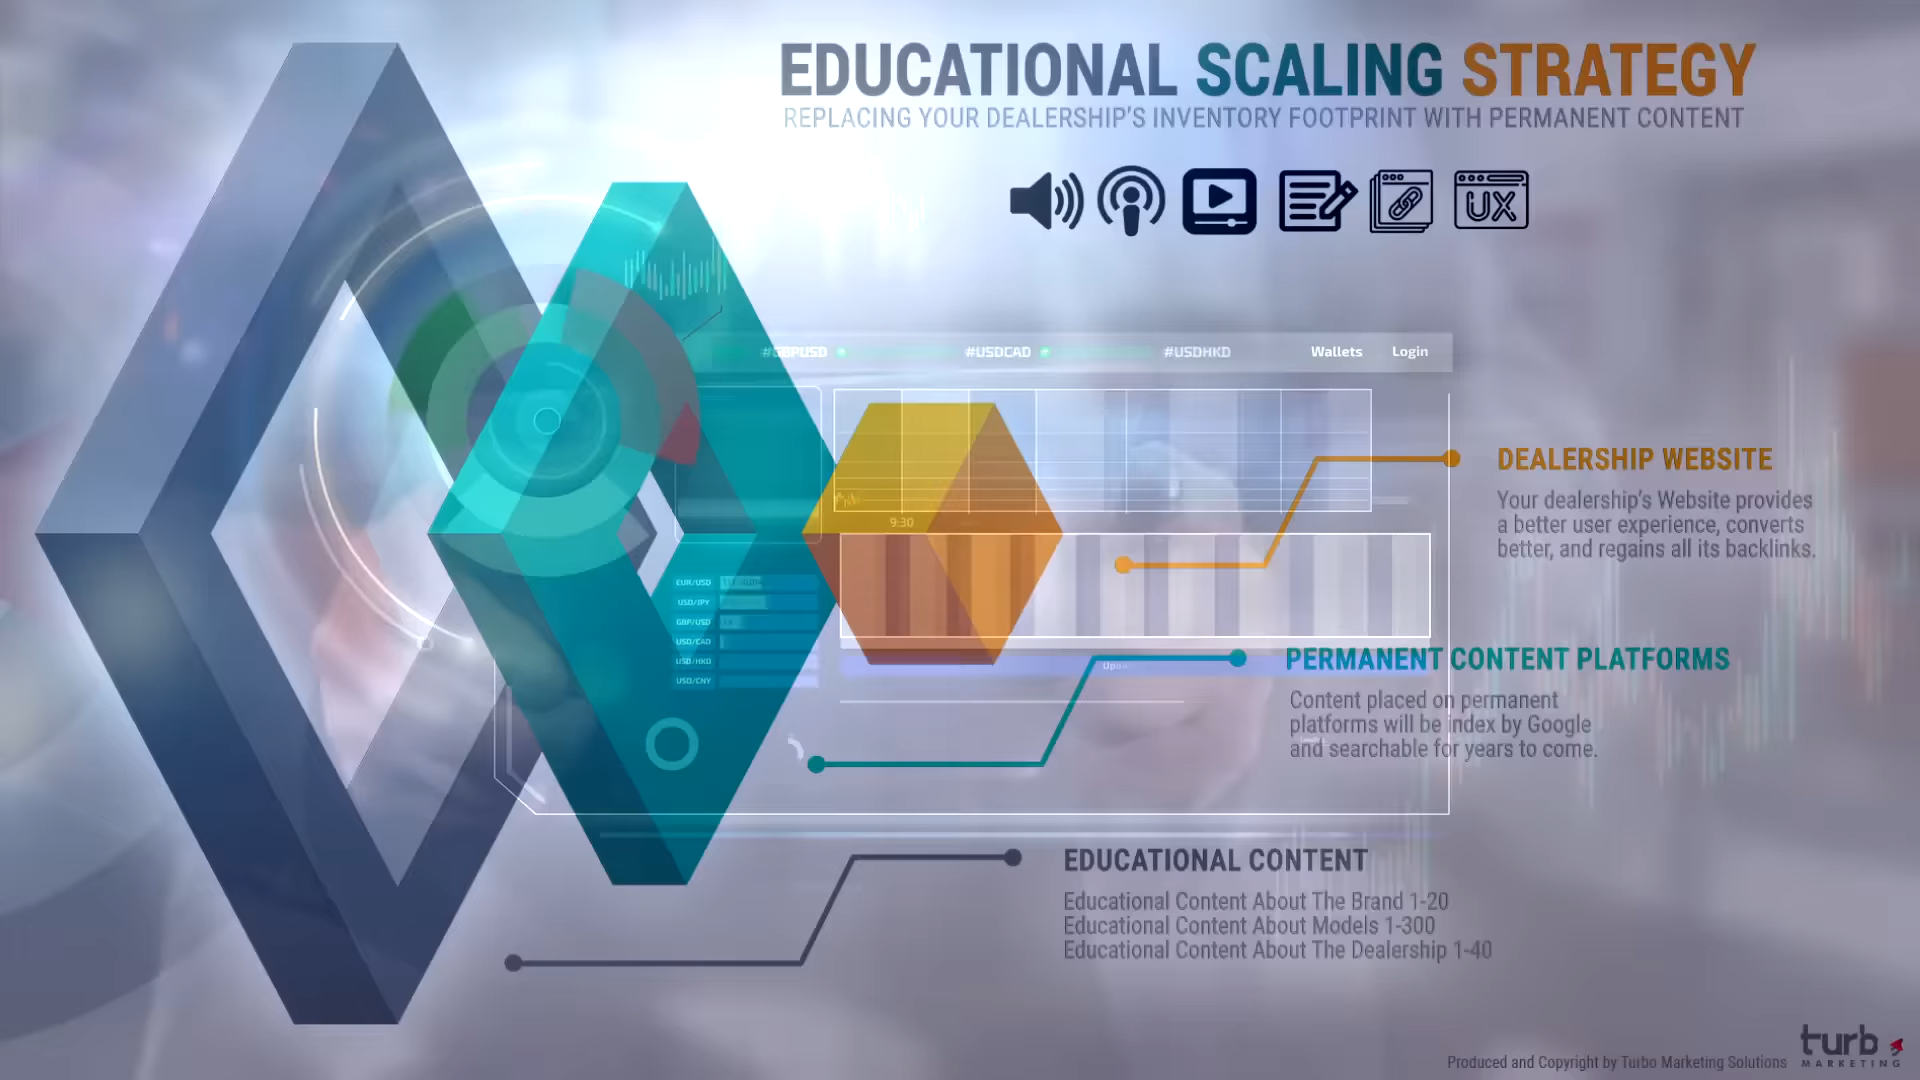 EDUCATIONAL SCALING STRATEGY
REPLACING YOUR DEALERSHIP'S INVENTORY FOOTPRINT WITH PERMANENT CONTENT
UX
#GBPUSD
#USDCAD
#USDHKD
Wallets
Login
DEALERSHIP WEBSITE
Your dealership's Website provides
a better user experience, converts
better, and regains all its backlinks.
9:30
EUR/USD
USD/JPY
GBP/USD
USD/CAD
USD/HKD
USD/CNY
PERMANENT CONTENT PLATFORMS
Content placed on permanent
platforms will be index by Google
and searchable for years to come.
EDUCATIONAL CONTENT
Educational Content About The Brand 1-20
Educational Content About Models 1-300
Educational Content About The Dealership 1-40
Produced and Copyright by Turbo Marketing Solutions
turb
MARKETING